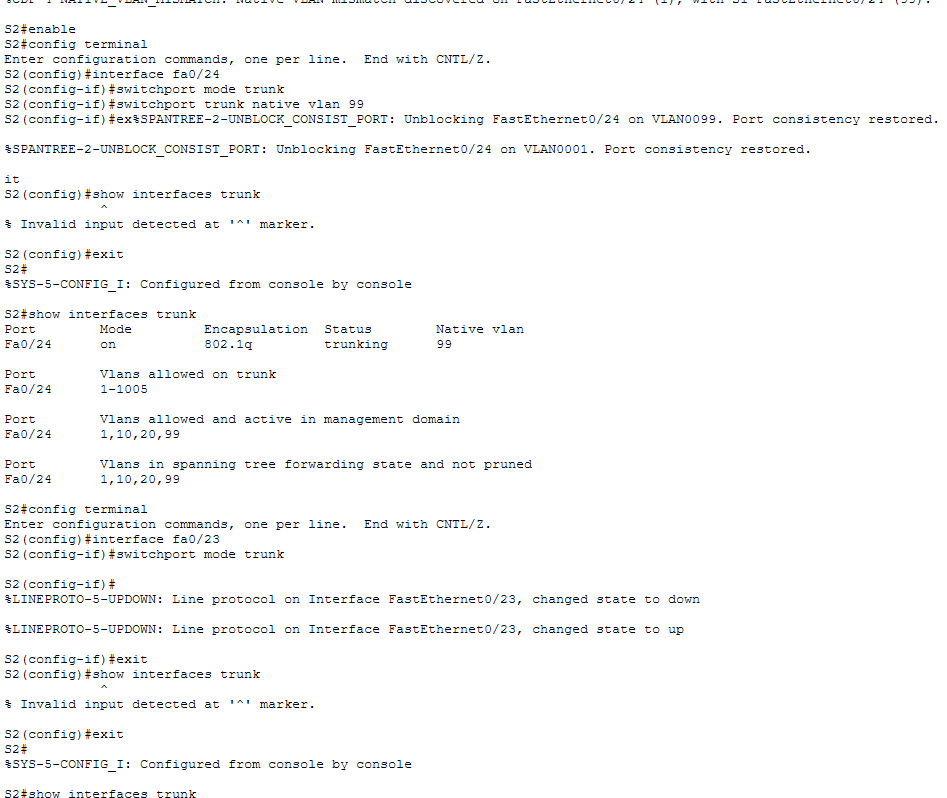 %CDP-4-NATIVE_VLAN_MISMATCH: Native VLAN mismatch discovered on FastEthernet0/24 (1), with S1 FastEthernet0/24 (99).
S2#enable
S2#config terminal
Enter configuration commands, one per line.  End with CNTL/Z.
S2(config)#interface fa0/24
S2(config-if)#switchport mode trunk
S2(config-if)#switchport trunk native vlan 99
S2(config-if)#ex%SPANTREE-2-UNBLOCK_CONSIST_PORT: Unblocking FastEthernet0/24 on VLAN0099. Port consistency restored.
%SPANTREE-2-UNBLOCK_CONSIST_PORT: Unblocking FastEthernet0/24 on VLAN0001. Port consistency restored.
it
S2(config)#show interfaces trunk
^
% Invalid input detected at '^' marker.
S2(config)#exit
S2#
%SYS-5-CONFIG_I: Configured from console by console
S2#show interfaces trunk
Port        Mode         Encapsulation  Status        Native vlan
Fa0/24      on           802.1q         trunking      99
Port        Vlans allowed on trunk
Fa0/24      1-1005
Port        Vlans allowed and active in management domain
Fa0/24      1,10,20,99
Port        Vlans in spanning tree forwarding state and not pruned
Fa0/24      1,10,20,99
S2#config terminal
Enter configuration commands, one per line.  End with CNTL/Z.
S2(config)#interface fa0/23
S2(config-if)#switchport mode trunk
S2(config-if)#
%LINEPROTO-5-UPDOWN: Line protocol on Interface FastEthernet0/23, changed state to down
%LINEPROTO-5-UPDOWN: Line protocol on Interface FastEthernet0/23, changed state to up
S2(config-if)#exit
S2(config)#show interfaces trunk
^
% Invalid input detected at '^' marker.
S2(config)#exit
S2#
%SYS-5-CONFIG_I: Configured from console by console
S2#show interfaces trunk